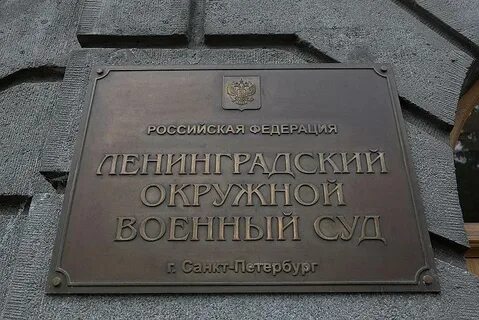 РОССИЙСКАЯ ФЕДЕРАЦИЯ
ЛЕНИНГРАДСКИЙ
ОКРУЖНОЙ
ВОЕННЫЙ СУД
г. Санкт-Петербург